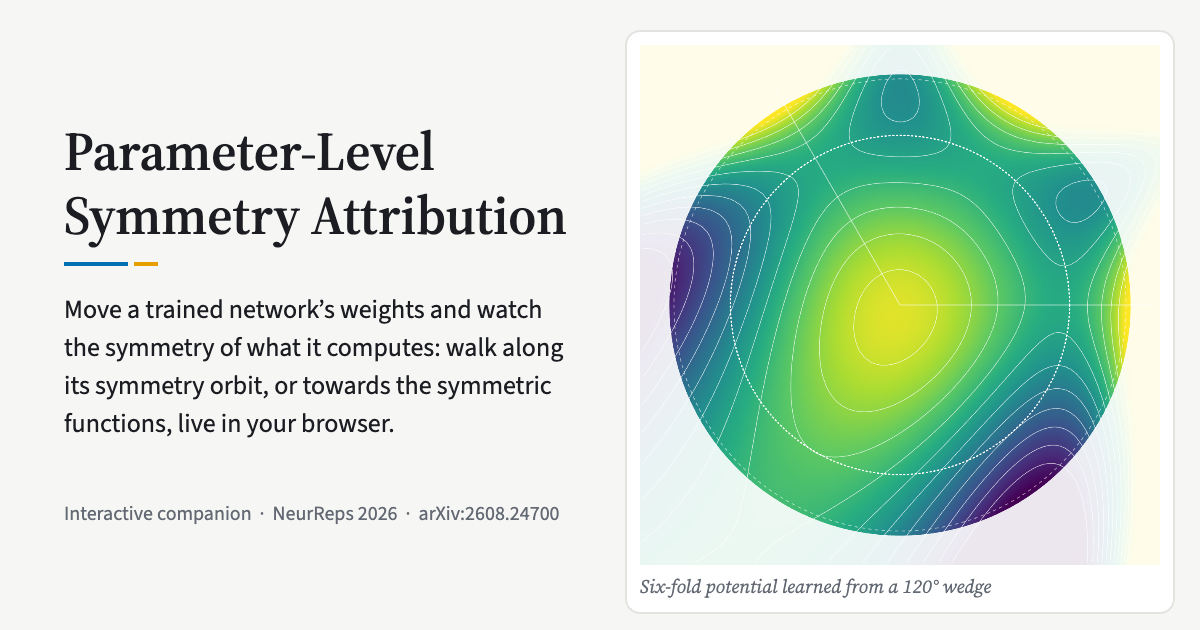 Parameter-Level
Symmetry Attribution
Move a trained network’s weights and watch
the symmetry of what it computes: walk along
its symmetry orbit, or towards the symmetric
functions, live in your browser.
Interactive companion · NeurReps 2026 · arXiv:2608.24700
Six-fold potential learned from a 120° wedge